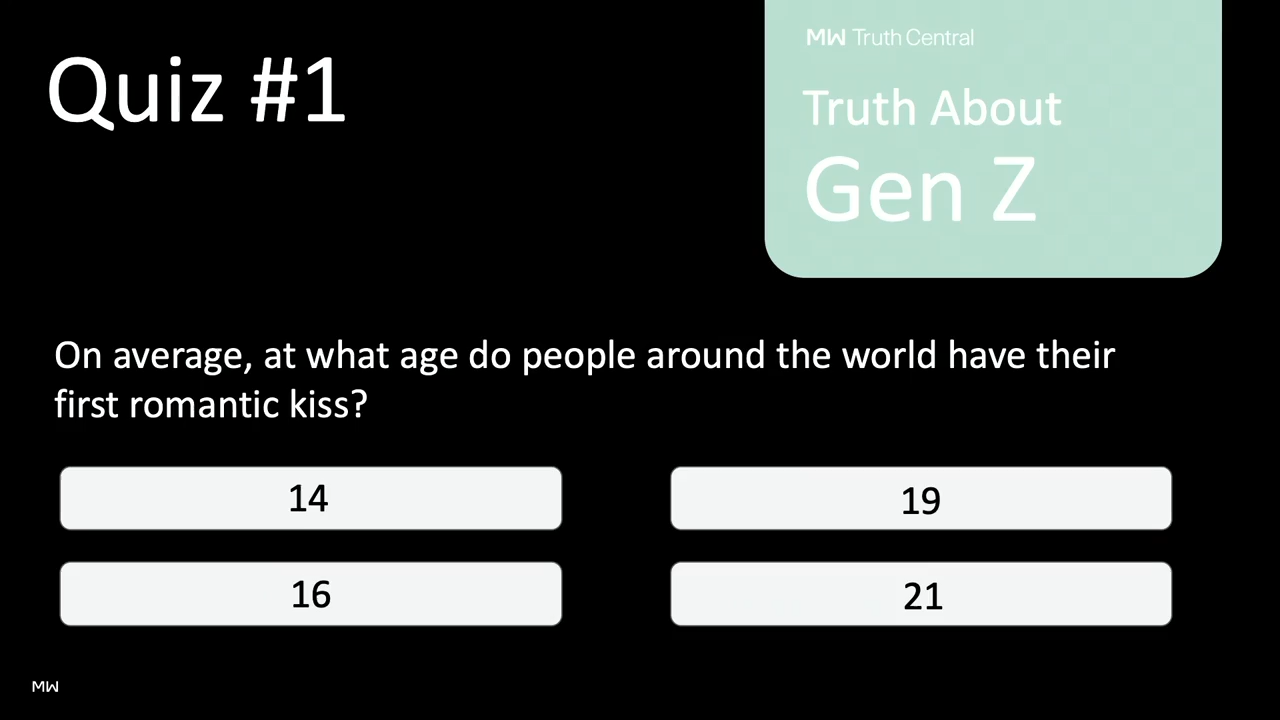 Quiz #1
MW Truth Central
Truth About
Gen Z
On average, at what age do people around the world have their
first romantic kiss?
14
19
16
21
MW